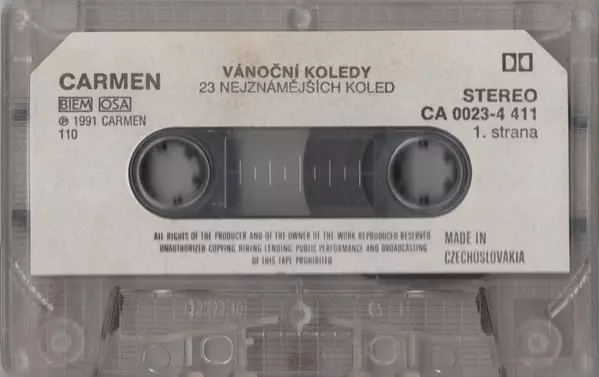 CARMEN
BIEM OSA
℗ 1991 CARMEN
110
VÁNOČNÍ KOLEDY
23 NEJZNÁMĚJŠÍCH KOLED
STEREO
CA 0023-4 411
1. strana
ALL RIGHTS OF THE PRODUCER AND OF THE OWNER OF THE WORK REPRODUCED RESERVED
UNAUTHORIZED COPYING HIRING LENDING PUBLIC PERFORMANCE AND BROADCASTING
OF THIS TAPE PROHIBITED
MADE IN
CZECHOSLOVAKIA